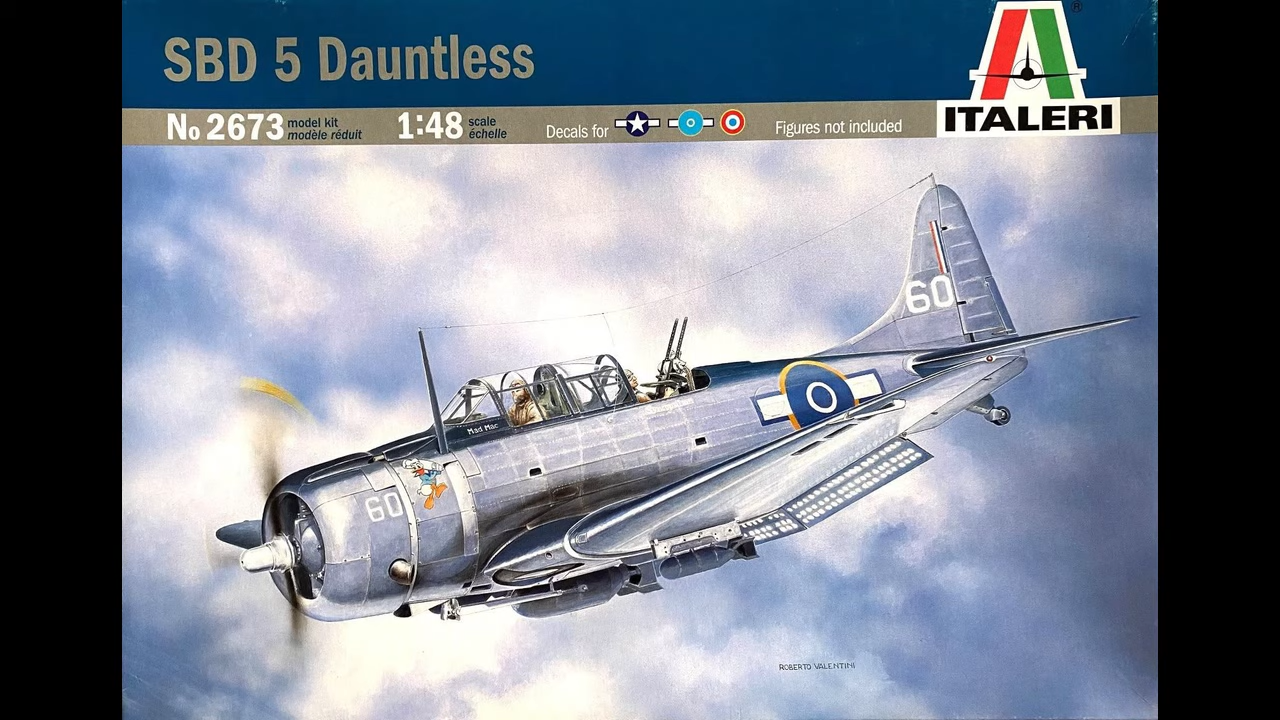 SBD 5 Dauntless
®
ITALERI
No 2673 model kit modèle réduit 1:48 scale échelle Decals for Figures not included
60
Mad Mac
60
ROBERTO VALENTINI